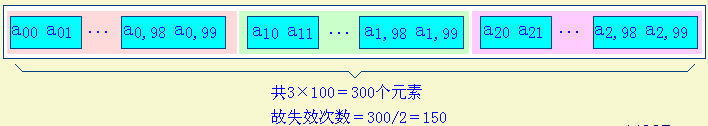 a00 a01 ··· a0,98 a0,99 a10 a11 ··· a1,98 a1,99 a20 a21 ··· a2,98 a2,99
共3×100＝300个元素
故失效次数＝300/2＝150